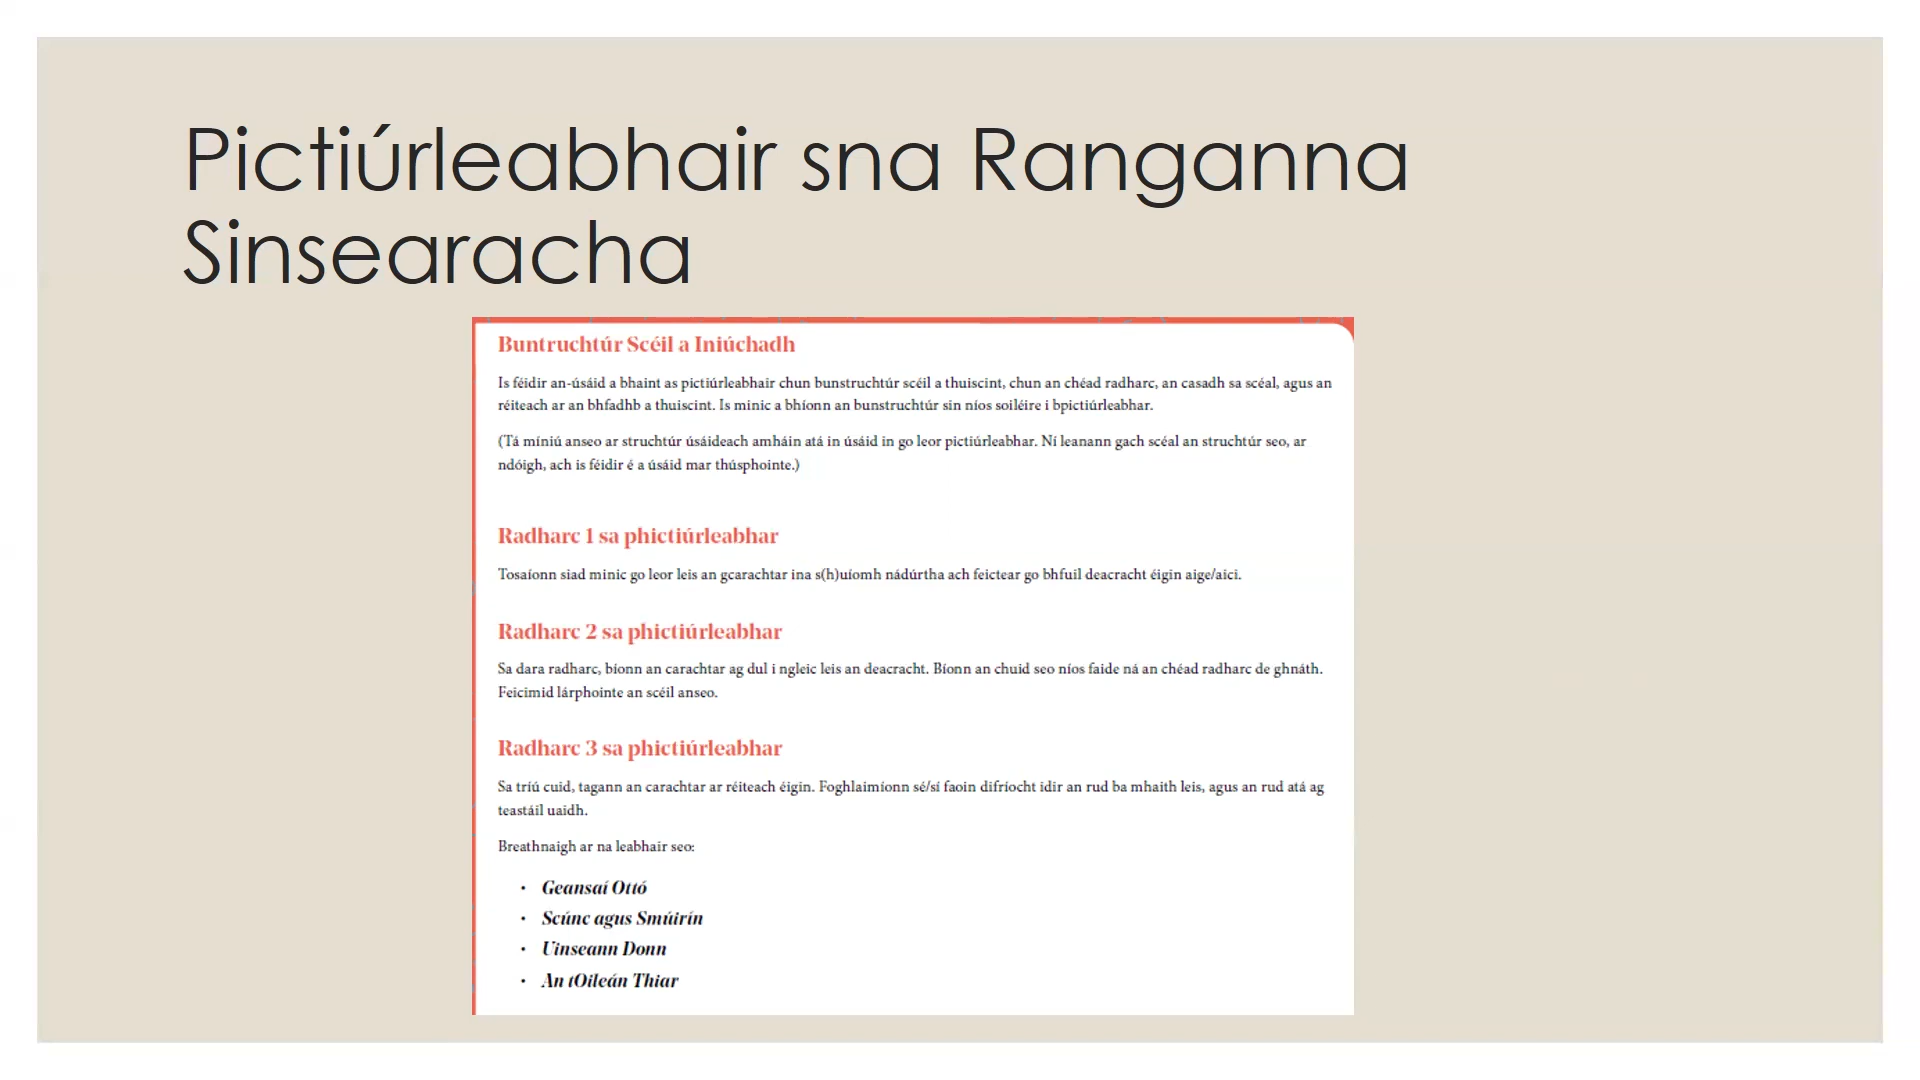 Pictiúrleabhair sna Ranganna
Sinsearacha
Buntruchtúr Scéil a Iniúchadh
Is féidir an-úsáid a bhaint as pictiúrleabhair chun bunstruchtúr scéil a thuiscint, chun an chéad radharc, an casadh sa scéal, agus an
réiteach ar an bhfadhb a thuiscint. Is minic a bhíonn an bunstruchtúr sin níos soiléire i bpictiúrleabhar.
(Tá míniú anseo ar struchtúr úsáideach amháin atá in úsáid in go leor pictiúrleabhar. Ní leanann gach scéal an struchtúr seo, ar
ndóigh, ach is féidir é a úsáid mar thúsphointe.)
Radharc 1 sa phictiúrleabhar
Tosaíonn siad minic go leor leis an gcarachtar ina s(h)uíomh nádúrtha ach feictear go bhfuil deacracht éigin aige/aici.
Radharc 2 sa phictiúrleabhar
Sa dara radharc, bíonn an carachtar ag dul i ngleic leis an deacracht. Bíonn an chuid seo níos faide ná an chéad radharc de ghnáth.
Feicimid lárphointe an scéil anseo.
Radharc 3 sa phictiúrleabhar
Sa tríú cuid, tagann an carachtar ar réiteach éigin. Foghlaimíonn sé/sí faoin difríocht idir an rud ba mhaith leis, agus an rud atá ag
teastáil uaidh.
Breathnaigh ar na leabhair seo:
• Geansaí Ottó
• Scúnc agus Smúirín
• Uinseann Donn
• An tOileán Thiar